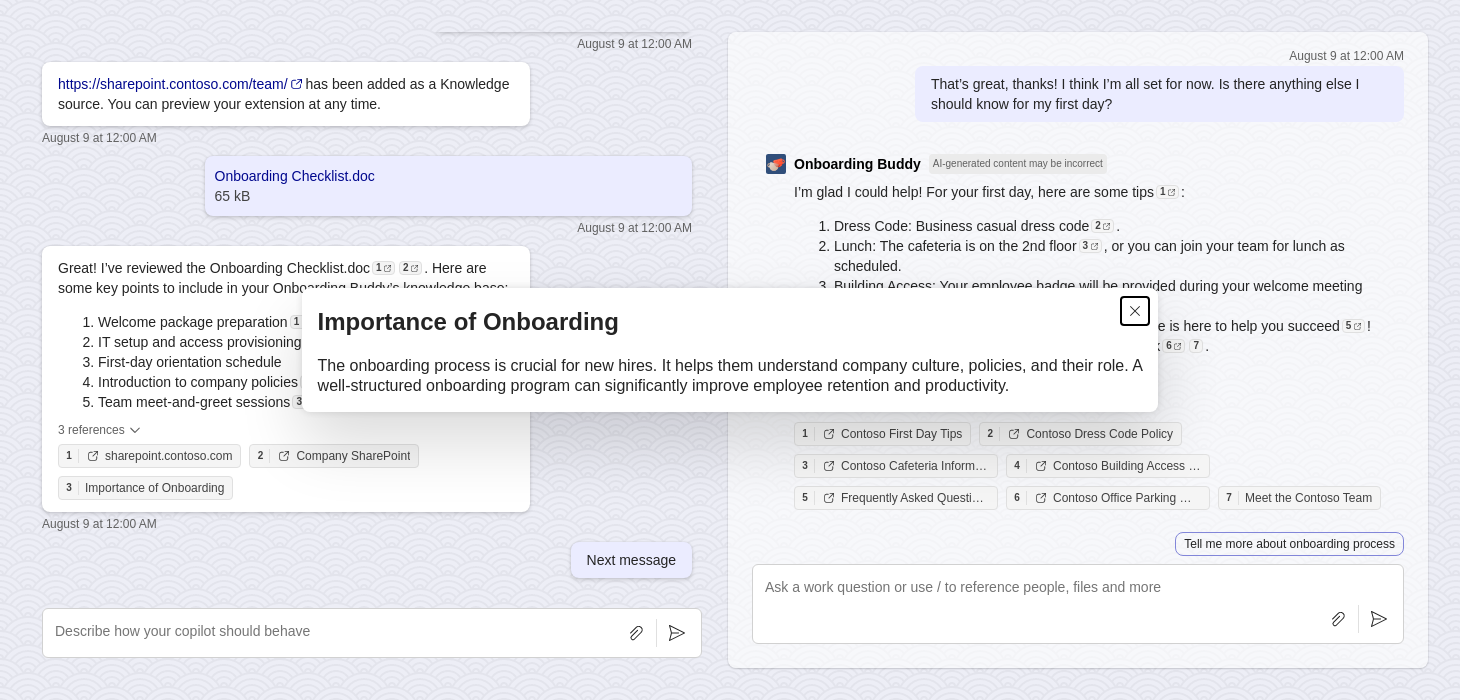 August 9 at 12:00 AM
https://sharepoint.contoso.com/team/ has been added as a Knowledge
source. You can preview your extension at any time.
August 9 at 12:00 AM
Onboarding Checklist.doc
65 kB
August 9 at 12:00 AM
Great! I’ve reviewed the Onboarding Checklist.doc 1 2 . Here are
some key points to include in your Onboarding Buddy’s knowledge base:
1. Welcome package preparation 1
2. IT setup and access provisioning
3. First-day orientation schedule
4. Introduction to company policies
5. Team meet-and-greet sessions 3
3 references
1 sharepoint.contoso.com
2 Company SharePoint
3 Importance of Onboarding
August 9 at 12:00 AM
Next message
Describe how your copilot should behave
Importance of Onboarding
The onboarding process is crucial for new hires. It helps them understand company culture, policies, and their role. A
well-structured onboarding program can significantly improve employee retention and productivity.
August 9 at 12:00 AM
That’s great, thanks! I think I’m all set for now. Is there anything else I
should know for my first day?
Onboarding Buddy AI-generated content may be incorrect
I’m glad I could help! For your first day, here are some tips 1 :
1. Dress Code: Business casual dress code 2 .
2. Lunch: The cafeteria is on the 2nd floor 3 , or you can join your team for lunch as
scheduled.
3. Building Access: Your employee badge will be provided during your welcome meeting
is here to help you succeed 5 !
6 7 .
1 Contoso First Day Tips
2 Contoso Dress Code Policy
3 Contoso Cafeteria Inform…
4 Contoso Building Access …
5 Frequently Asked Questi…
6 Contoso Office Parking …
7 Meet the Contoso Team
Tell me more about onboarding process
Ask a work question or use / to reference people, files and more